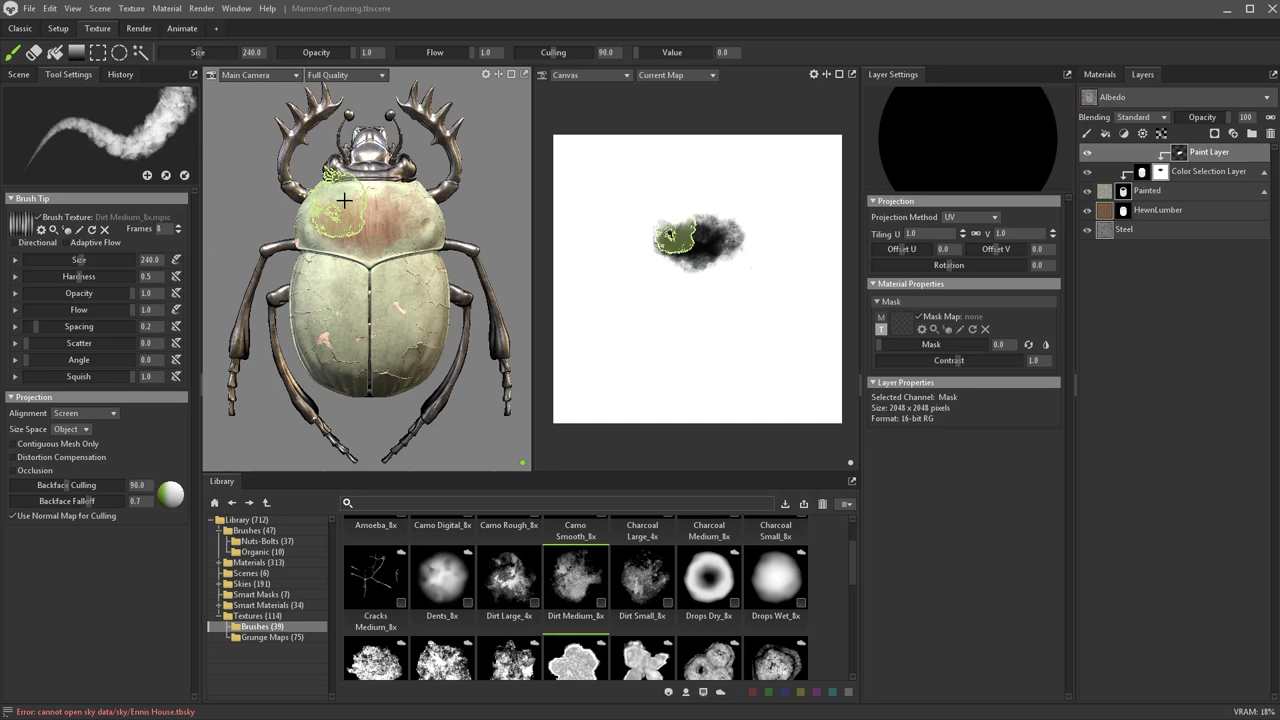 File Edit View Scene Texture Material Render Window Help MarmosetTexturing.tbscene
Classic Setup Texture Render Animate +
Size 240.0 Opacity 1.0 Flow 1.0 Culling 90.0 Value 0.0
Scene Tool Settings History
Main Camera Full Quality
Canvas Current Map
Layer Settings
Materials Layers
Albedo
Blending Standard Opacity 100
Paint Layer
Color Selection Layer
Painted
HewnLumber
Steel
Brush Tip
Brush Texture: Dirt Medium_8x.mpic
Frames 8
Directional Adaptive Flow
Size 240.0
Hardness 0.5
Opacity 1.0
Flow 1.0
Spacing 0.2
Scatter 0.0
Angle 0.0
Squish 1.0
Projection
Alignment Screen
Size Space Object
Contiguous Mesh Only
Distortion Compensation
Occlusion
Backface Culling 90.0
Backface Falloff 0.7
Use Normal Map for Culling
Projection
Projection Method UV
Tiling U 1.0 V 1.0
Offset U 0.0 Offset V 0.0
Rotation 0.0
Material Properties
Mask
M Mask Map: none
T
Mask 0.0
Contrast 1.0
Layer Properties
Selected Channel: Mask
Size: 2048 x 2048 pixels
Format: 16-bit RG
Library
Library (712)
Brushes (47)
Nuts-Bolts (37)
Organic (10)
Materials (313)
Scenes (6)
Skies (191)
Smart Masks (7)
Smart Materials (34)
Textures (114)
Brushes (39)
Grunge Maps (75)
Amoeba_8x Camo Digital_8x Camo Rough_8x Camo Smooth_8x Charcoal Large_4x Charcoal Medium_8x Charcoal Small_8x
Cracks Medium_8x Dents_8x Dirt Large_4x Dirt Medium_8x Dirt Small_8x Drops Dry_8x Drops Wet_8x
Error: cannot open sky data/sky/Ennis House.tbsky
VRAM: 18%